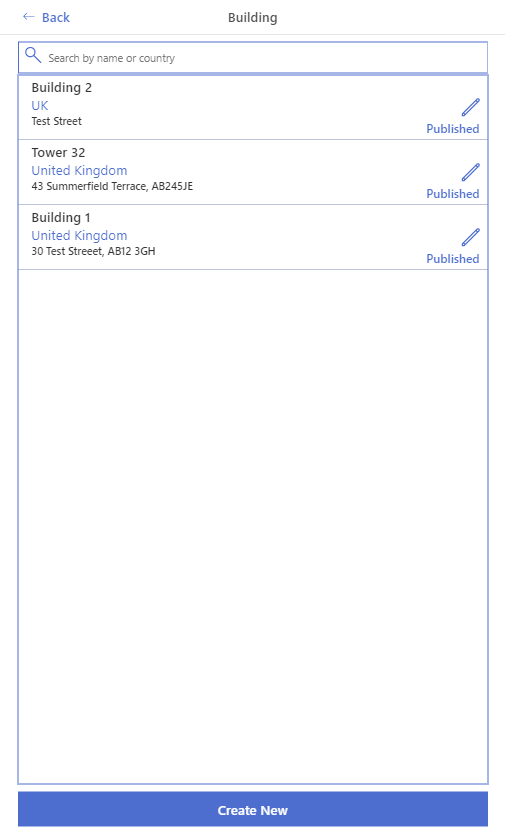 Back
Building
Search by name or country
Building 2
UK
Test Street
Published
Tower 32
United Kingdom
43 Summerfield Terrace, AB245JE
Published
Building 1
United Kingdom
30 Test Streeet, AB12 3GH
Published
Create New